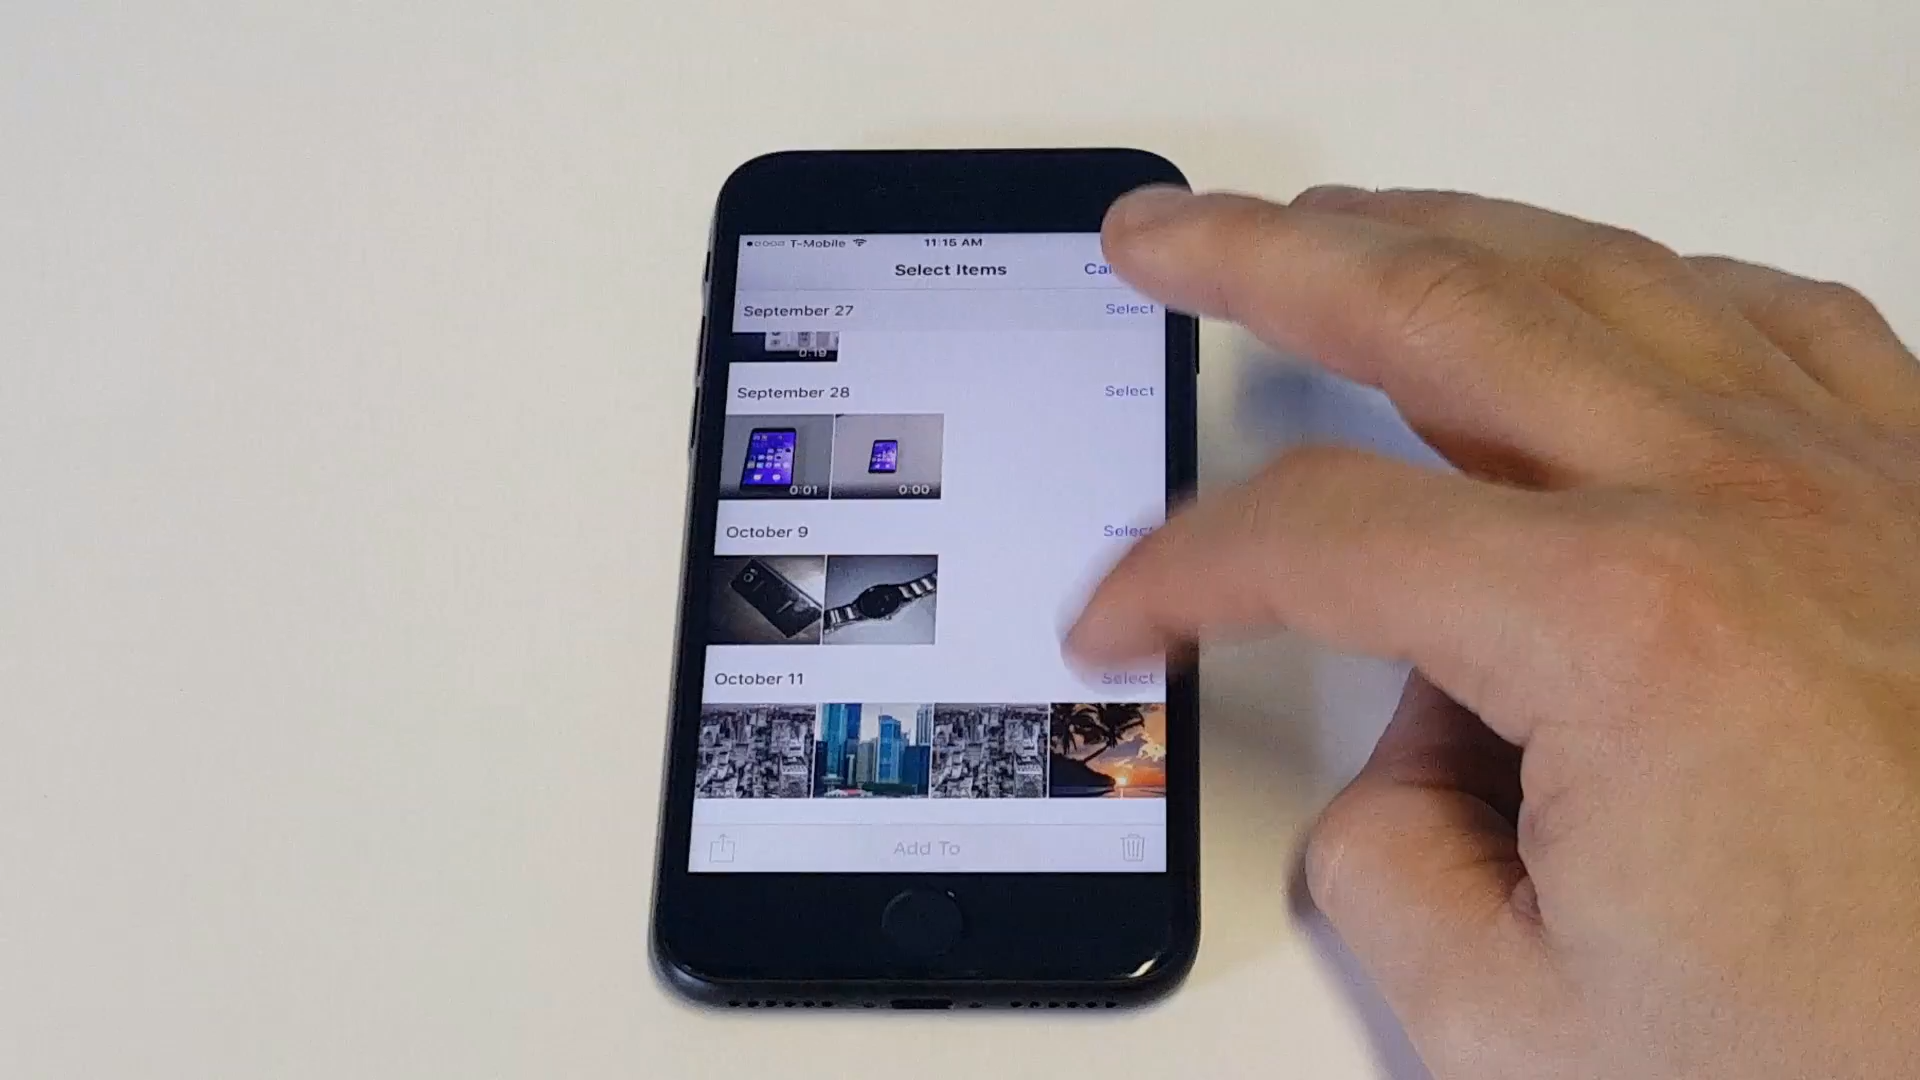 T-Mobile 11:15 AM
Select Items
September 27 Select
0:19
September 28 Select
0:01 0:00
October 9 Select
October 11 Select
Add To